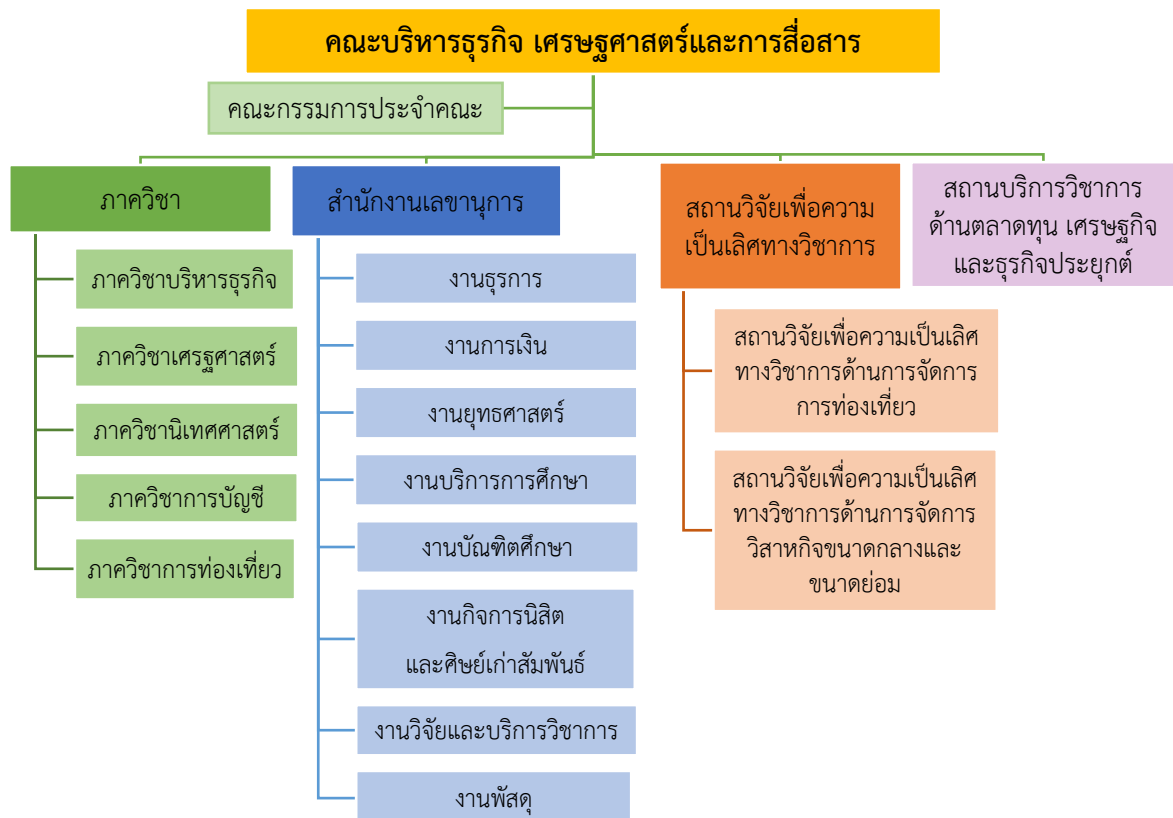 คณะบริหารธุรกิจ เศรษฐศาสตร์และการสื่อสาร
คณะกรรมการประจำคณะ
ภาควิชา
ภาควิชาบริหารธุรกิจ
ภาควิชาเศรษฐศาสตร์
ภาควิชานิเทศศาสตร์
ภาควิชาการบัญชี
ภาควิชาการท่องเที่ยว
สำนักงานเลขานุการ
งานธุรการ
งานการเงิน
งานยุทธศาสตร์
งานบริการการศึกษา
งานบัณฑิตศึกษา
งานกิจการนิสิต
และศิษย์เก่าสัมพันธ์
งานวิจัยและบริการวิชาการ
งานพัสดุ
สถานวิจัยเพื่อความ
เป็นเลิศทางวิชาการ
สถานวิจัยเพื่อความเป็นเลิศ
ทางวิชาการด้านการจัดการ
การท่องเที่ยว
สถานวิจัยเพื่อความเป็นเลิศ
ทางวิชาการด้านการจัดการ
วิสาหกิจขนาดกลางและ
ขนาดย่อม
สถานบริการวิชาการ
ด้านตลาดทุน เศรษฐกิจ
และธุรกิจประยุกต์